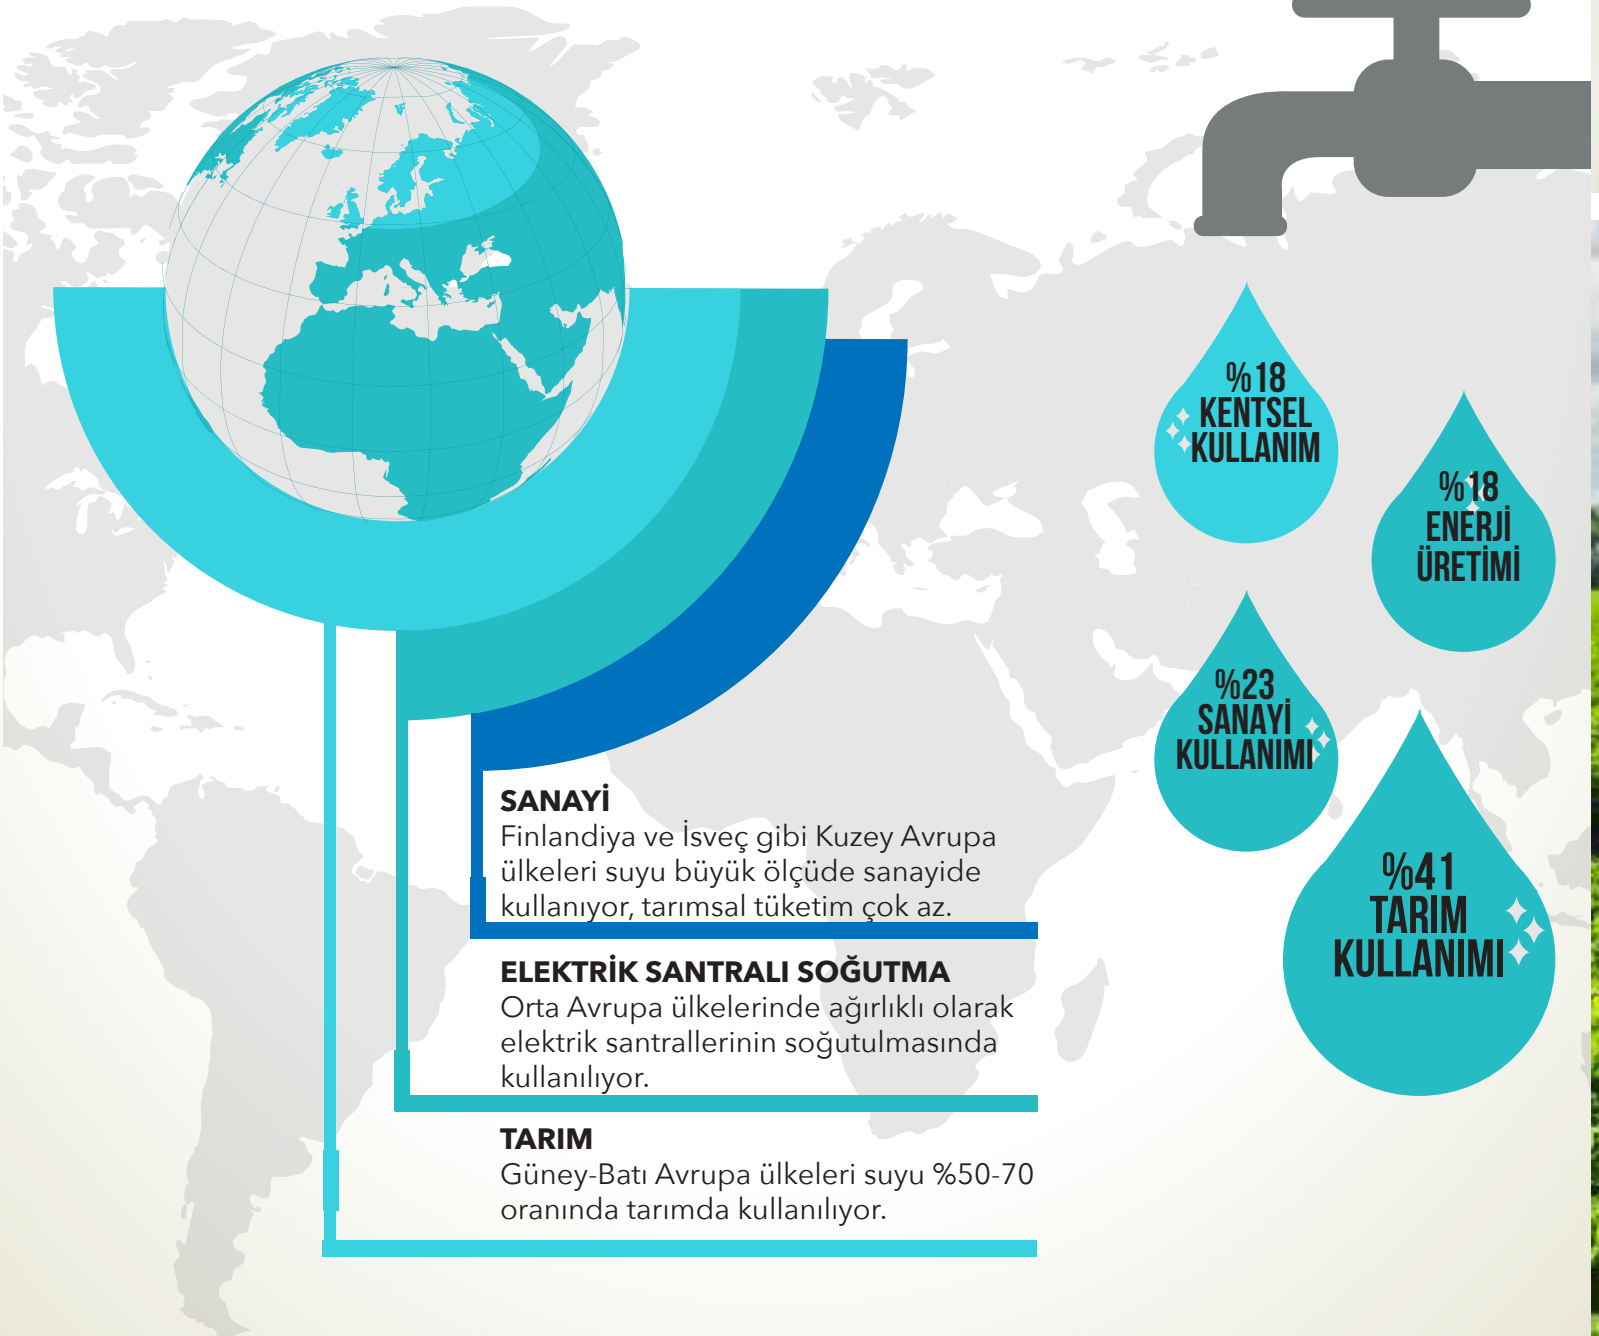 %18
KENTSEL
KULLANIM
%18
ENERJİ
ÜRETİMİ
%23
SANAYİ
KULLANIMI
%41
TARIM
KULLANIMI
SANAYİ
Finlandiya ve İsveç gibi Kuzey Avrupa
ülkeleri suyu büyük ölçüde sanayide
kullanıyor, tarımsal tüketim çok az.
ELEKTRİK SANTRALI SOĞUTMA
Orta Avrupa ülkelerinde ağırlıklı olarak
elektrik santrallerinin soğutulmasında
kullanılıyor.
TARIM
Güney-Batı Avrupa ülkeleri suyu %50-70
oranında tarımda kullanılıyor.